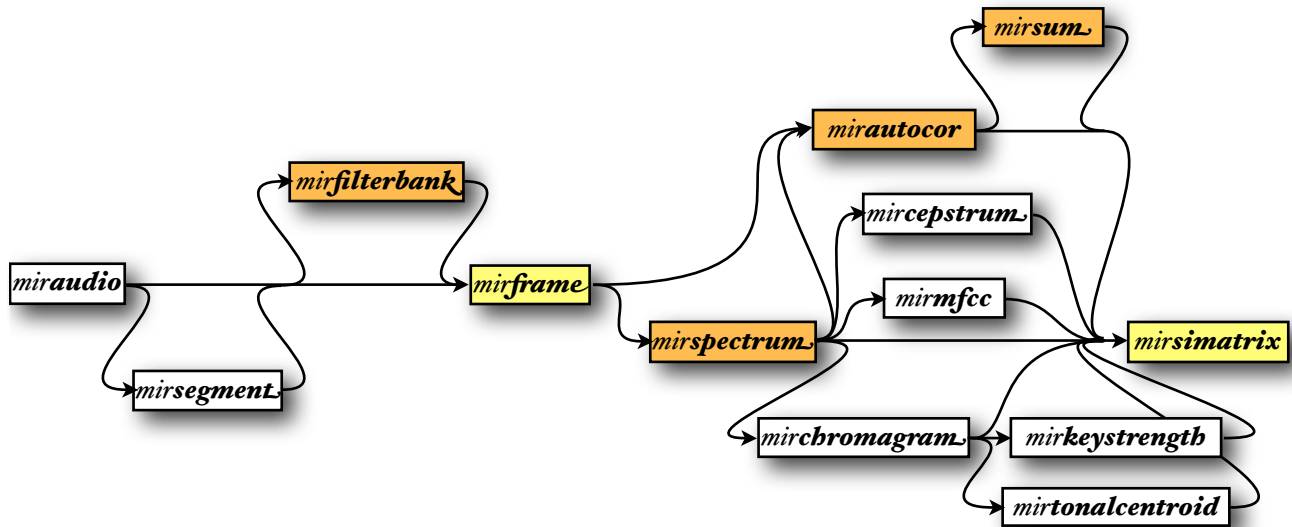 miraudio
mirsegment
mirfilterbank
mirframe
mirspectrum
mirautocor
mirsum
mircepstrum
mirmfcc
mirchromagram
mirkeystrength
mirtonalcentroid
mirsimatrix